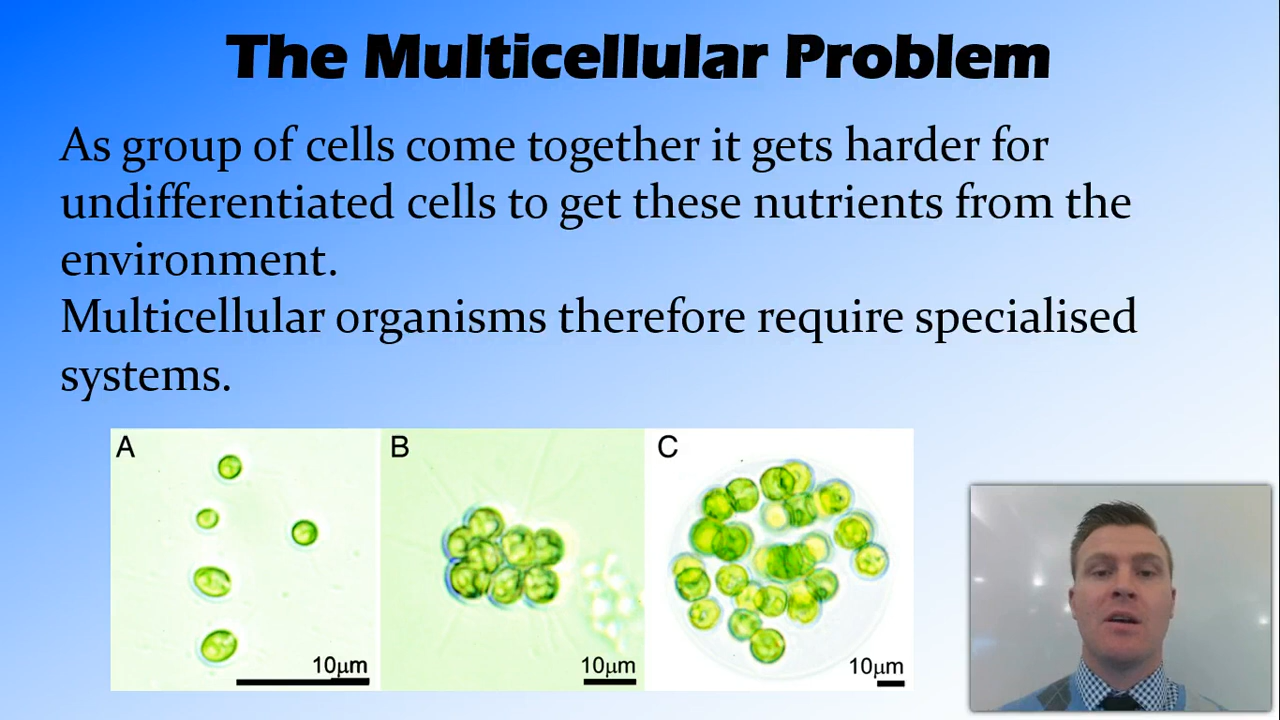 The Multicellular Problem
As group of cells come together it gets harder for
undifferentiated cells to get these nutrients from the
environment.
Multicellular organisms therefore require specialised
systems.
A B C
10μm 10μm 10μm